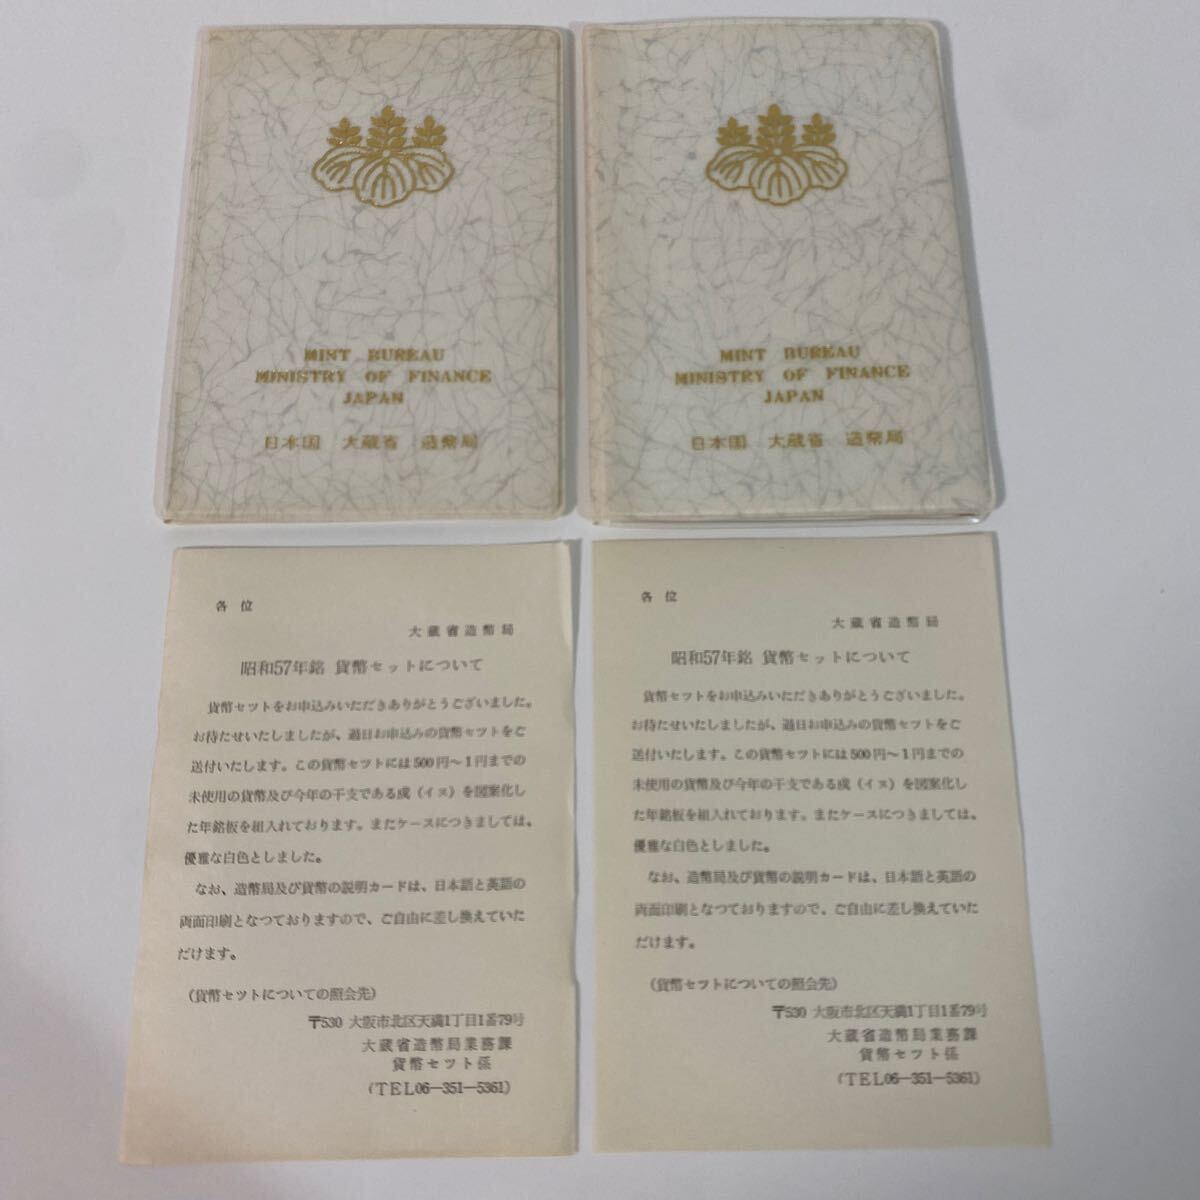 MINT BUREAU
MINISTRY OF FINANCE
JAPAN
日本国 大蔵省 造幣局
MINT BUREAU
MINISTRY OF FINANCE
JAPAN
日本国 大蔵省 造幣局
各位
大蔵省造幣局
昭和57年銘 貨幣セットについて
貨幣セットをお申込みいただきありがとうございました。
お待たせいたしましたが、過日お申込みの貨幣セットをご
送付いたします。この貨幣セットには500円〜1円までの
未使用の貨幣及び今年の干支である戌(イヌ)を図案化し
た年銘板を組入れております。またケースにつきましては、
優雅な白色としました。
なお、造幣局及び貨幣の説明カードは、日本語と英語の
両面印刷となつておりますので、ご自由に差し換えていた
だけます。
(貨幣セットについての照会先)
〒530 大阪市北区天満1丁目1番79号
大蔵省造幣局業務課
貨幣セット係
(TEL06—351—5361)
各位
大蔵省造幣局
昭和57年銘 貨幣セットについて
貨幣セットをお申込みいただきありがとうございました。
お待たせいたしましたが、過日お申込みの貨幣セットをご
送付いたします。この貨幣セットには500円〜1円までの
未使用の貨幣及び今年の干支である戌(イヌ)を図案化し
た年銘板を組入れております。またケースにつきましては、
優雅な白色としました。
なお、造幣局及び貨幣の説明カードは、日本語と英語の
両面印刷となつておりますので、ご自由に差し換えていた
だけます。
(貨幣セットについての照会先)
〒530 大阪市北区天満1丁目1番79号
大蔵省造幣局業務課
貨幣セット係
(TEL06—351—5361)